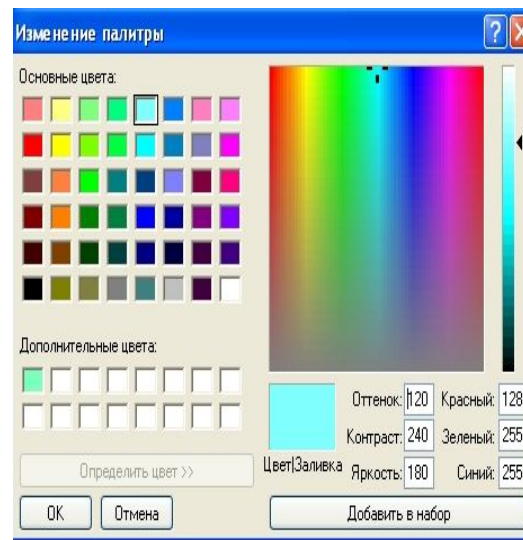 Изменение палитры
Основные цвета:
Дополнительные цвета:
Определить цвет >>
ОК Отмена
Цвет|Заливка
Оттенок: 120 Красный: 128
Контраст: 240 Зеленый: 255
Яркость: 180 Синий: 255
Добавить в набор